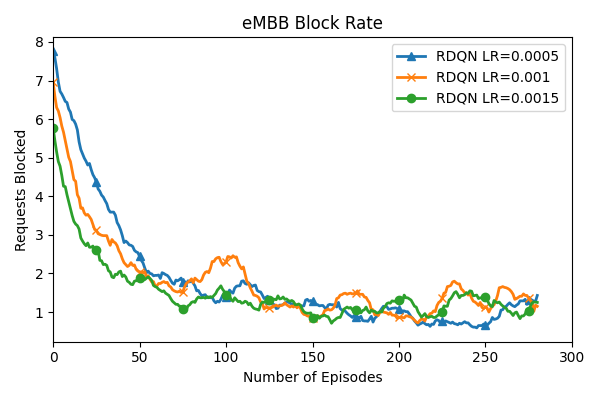 eMBB Block Rate
RDQN LR=0.0005
RDQN LR=0.001
RDQN LR=0.0015
Requests Blocked
8
7
6
5
4
3
2
1
0
50
100
150
200
250
300
Number of Episodes